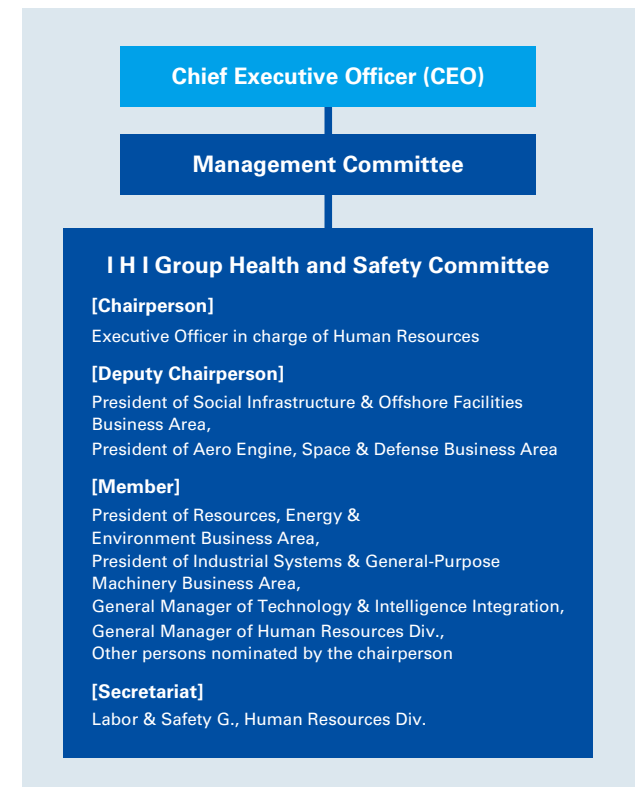 Chief Executive Officer (CEO)
Management Committee
I H I Group Health and Safety Committee
[Chairperson]
Executive Officer in charge of Human Resources
[Deputy Chairperson]
President of Social Infrastructure & Offshore Facilities
Business Area,
President of Aero Engine, Space & Defense Business Area
[Member]
President of Resources, Energy &
Environment Business Area,
President of Industrial Systems & General-Purpose
Machinery Business Area,
General Manager of Technology & Intelligence Integration,
General Manager of Human Resources Div.,
Other persons nominated by the chairperson
[Secretariat]
Labor & Safety G., Human Resources Div.